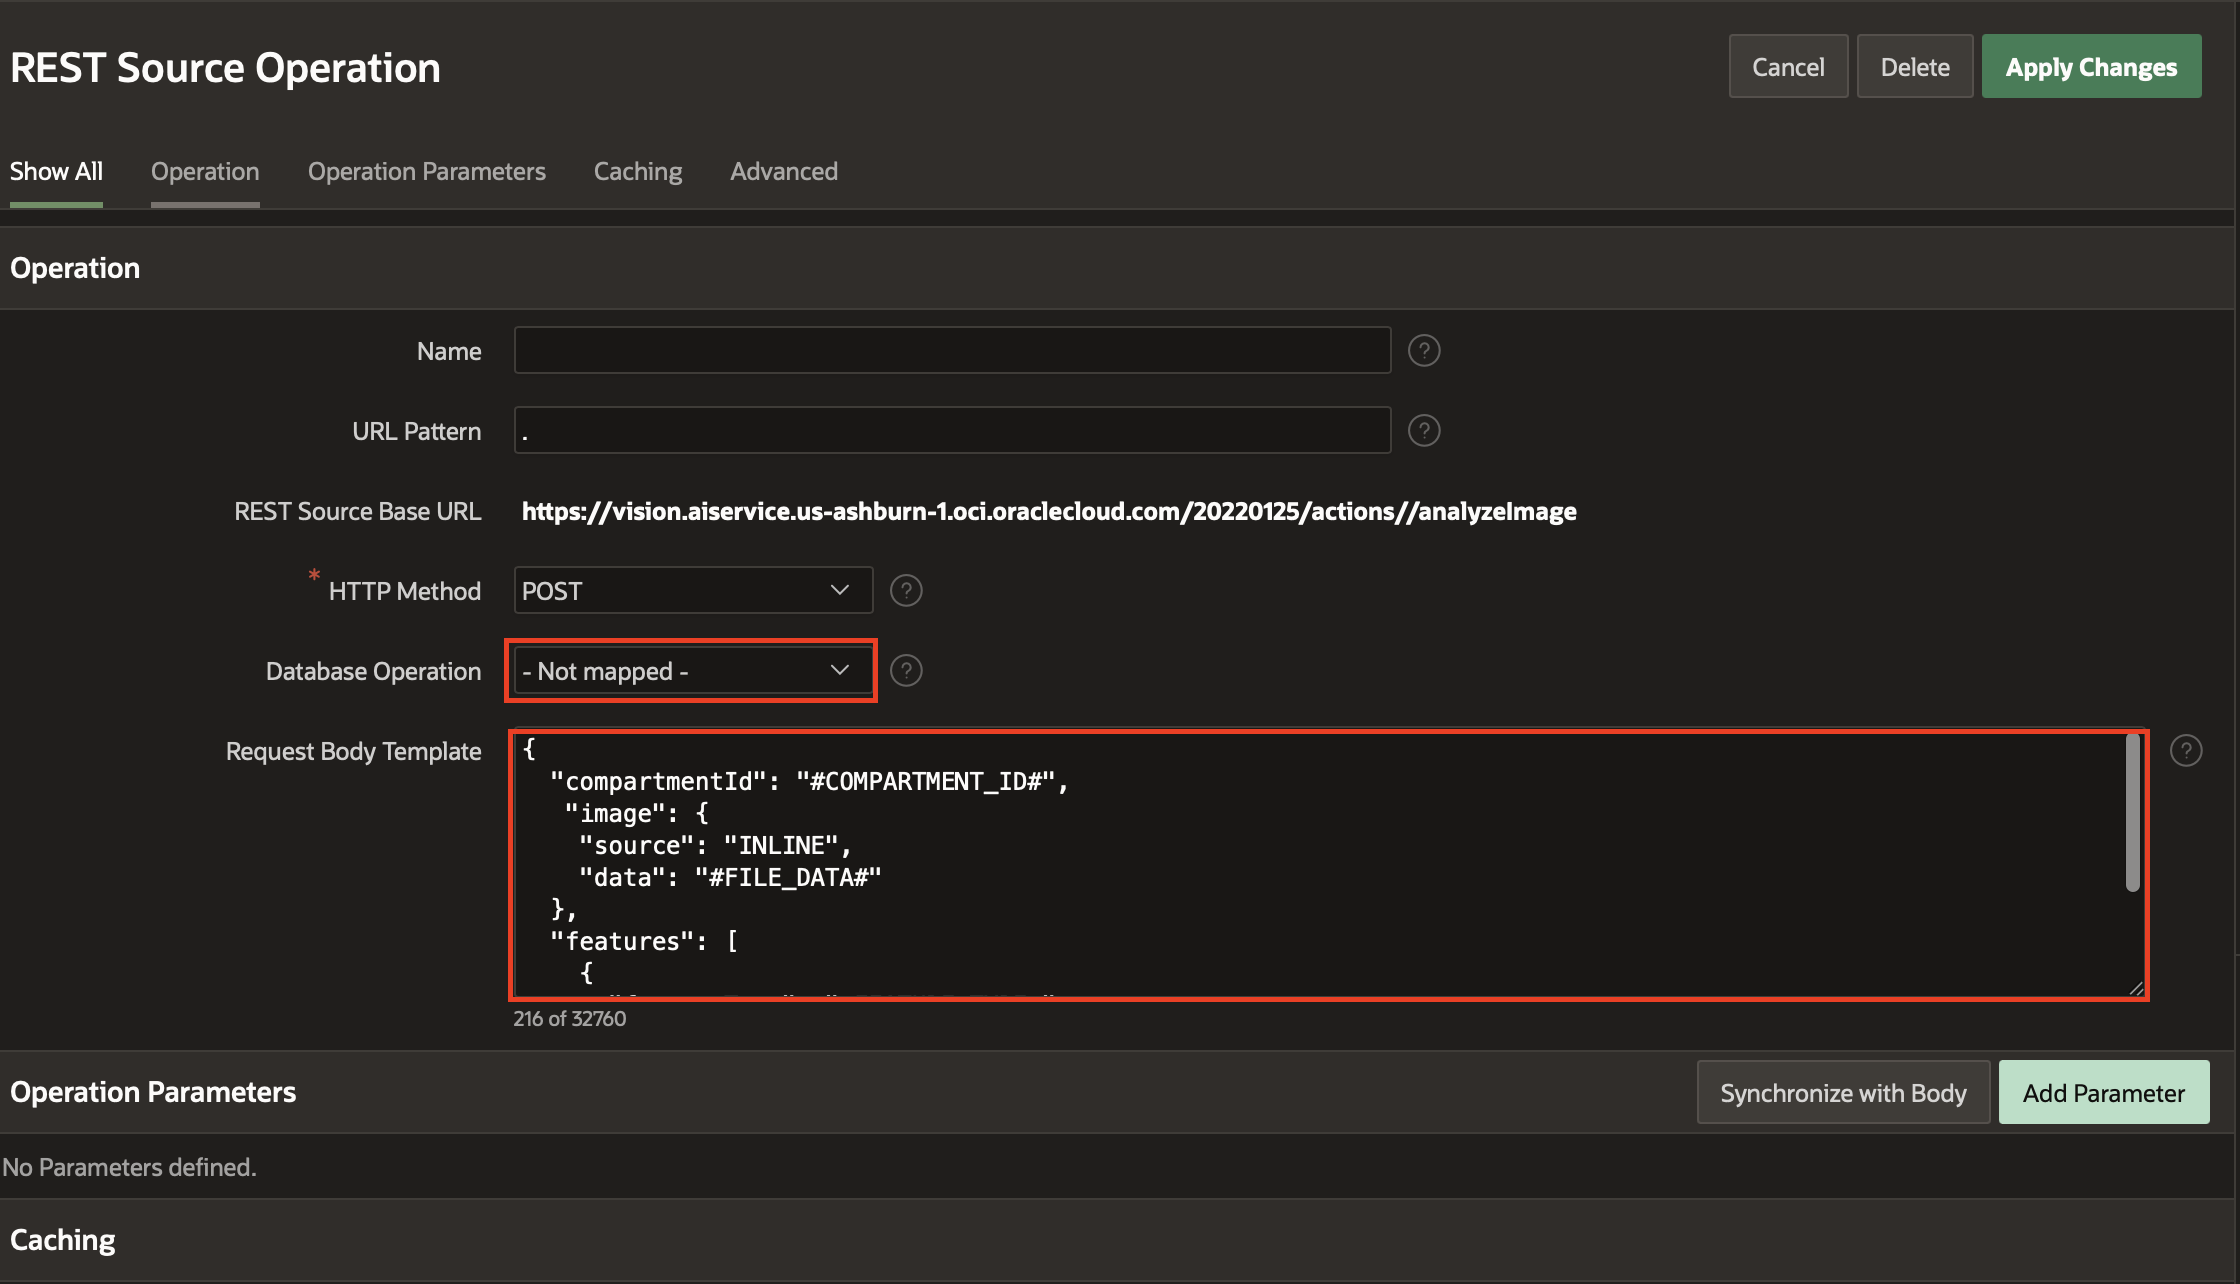 REST Source Operation
Cancel
Delete
Apply Changes
Show All
Operation
Operation Parameters
Caching
Advanced
Operation
Name
?
URL Pattern
.
?
REST Source Base URL
https://vision.aiservice.us-ashburn-1.oci.oraclecloud.com/20220125/actions//analyzeImage
* HTTP Method
POST
?
Database Operation
- Not mapped -
?
Request Body Template
{
"compartmentId": "#COMPARTMENT_ID#",
"image": {
"source": "INLINE",
"data": "#FILE_DATA#"
},
"features": [
{
?
216 of 32760
Operation Parameters
Synchronize with Body
Add Parameter
No Parameters defined.
Caching